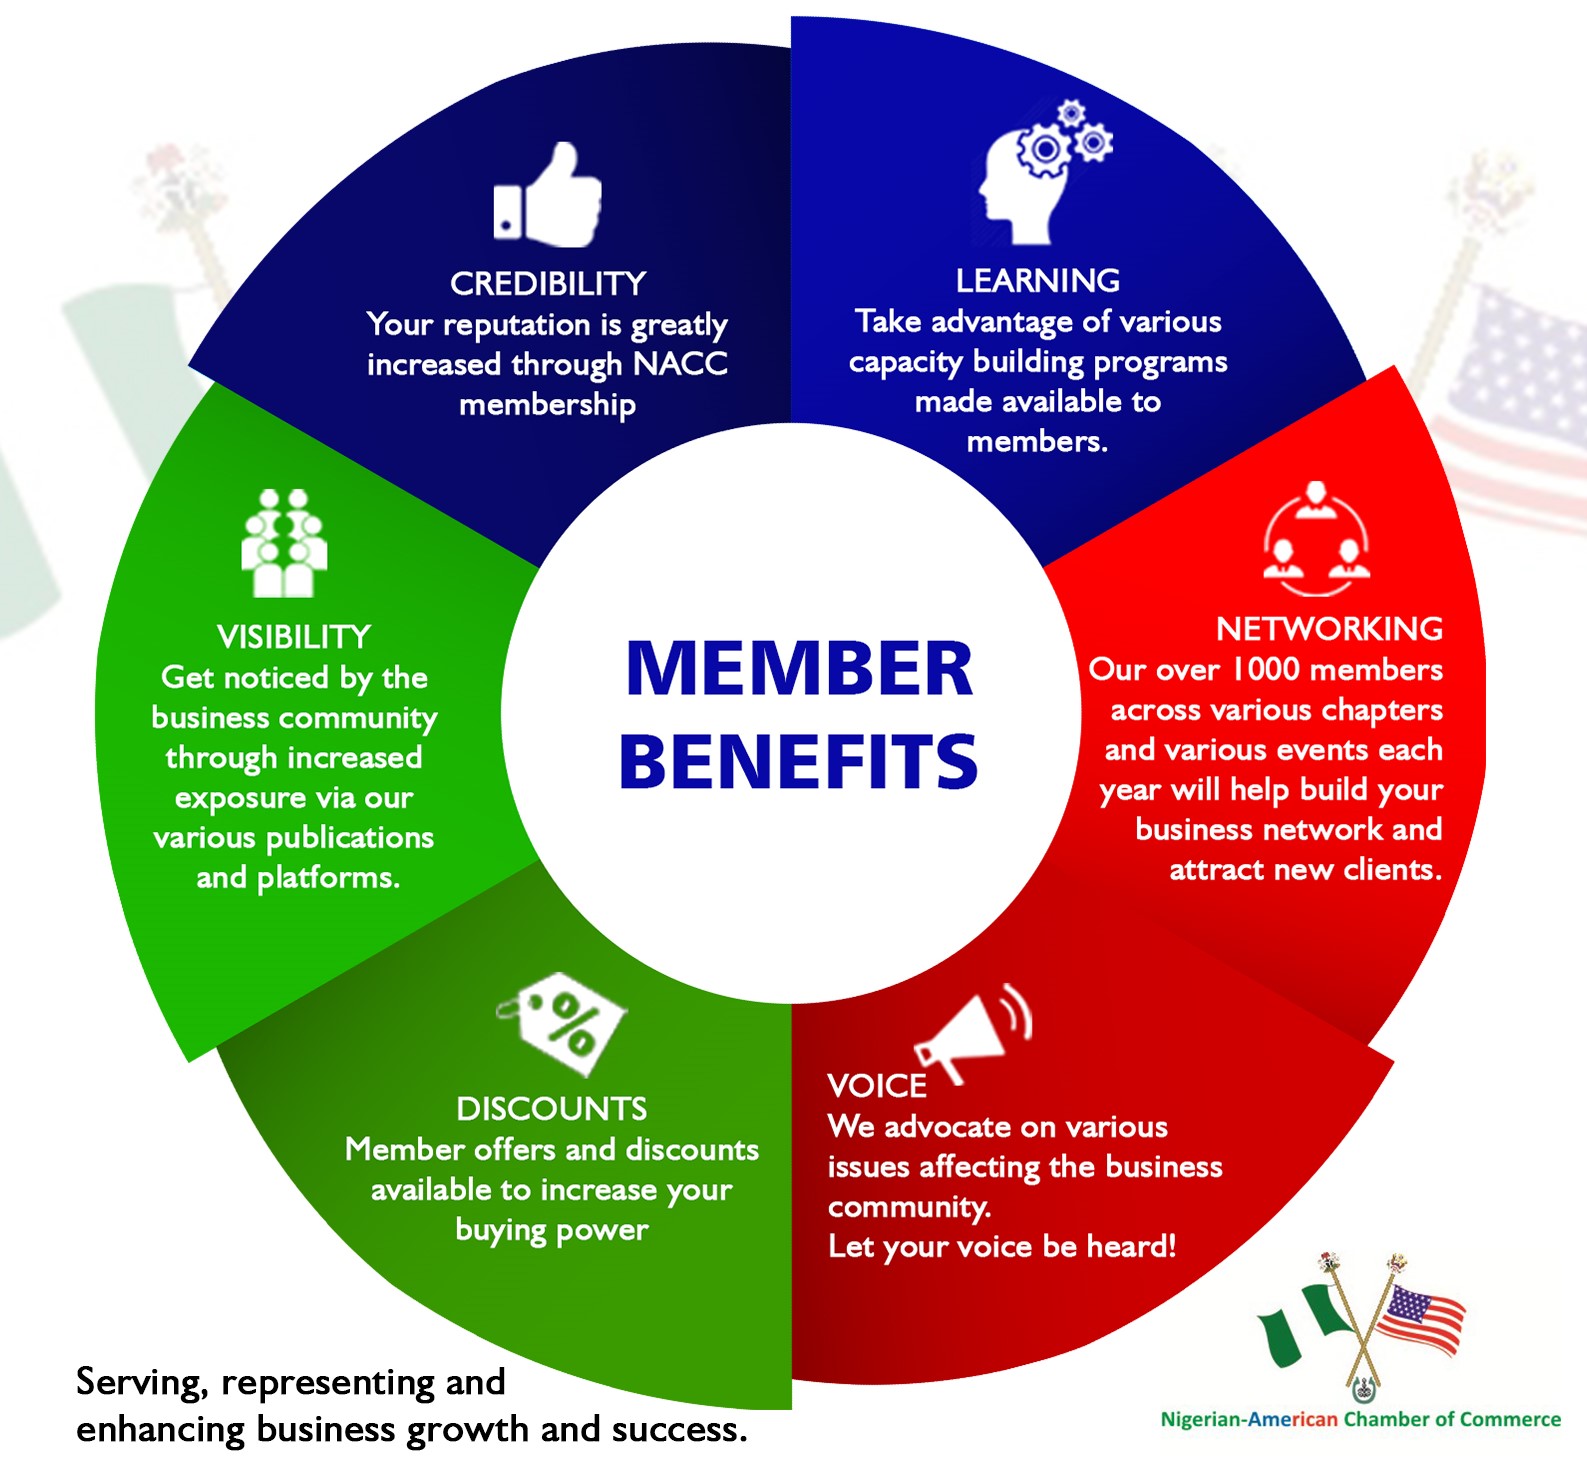 CREDIBILITY
Your reputation is greatly
increased through NACC
membership
LEARNING
Take advantage of various
capacity building programs
made available to
members.
NETWORKING
Our over 1000 members
across various chapters
and various events each
year will help build your
business network and
attract new clients.
VISIBILITY
Get noticed by the
business community
through increased
exposure via our
various publications
and platforms.
MEMBER
BENEFITS
DISCOUNTS
%
Member offers and discounts
available to increase your
buying power
VOICE
We advocate on various
issues affecting the business
community.
Let your voice be heard!
Serving, representing and
enhancing business growth and success.
Nigerian-American Chamber of Commerce